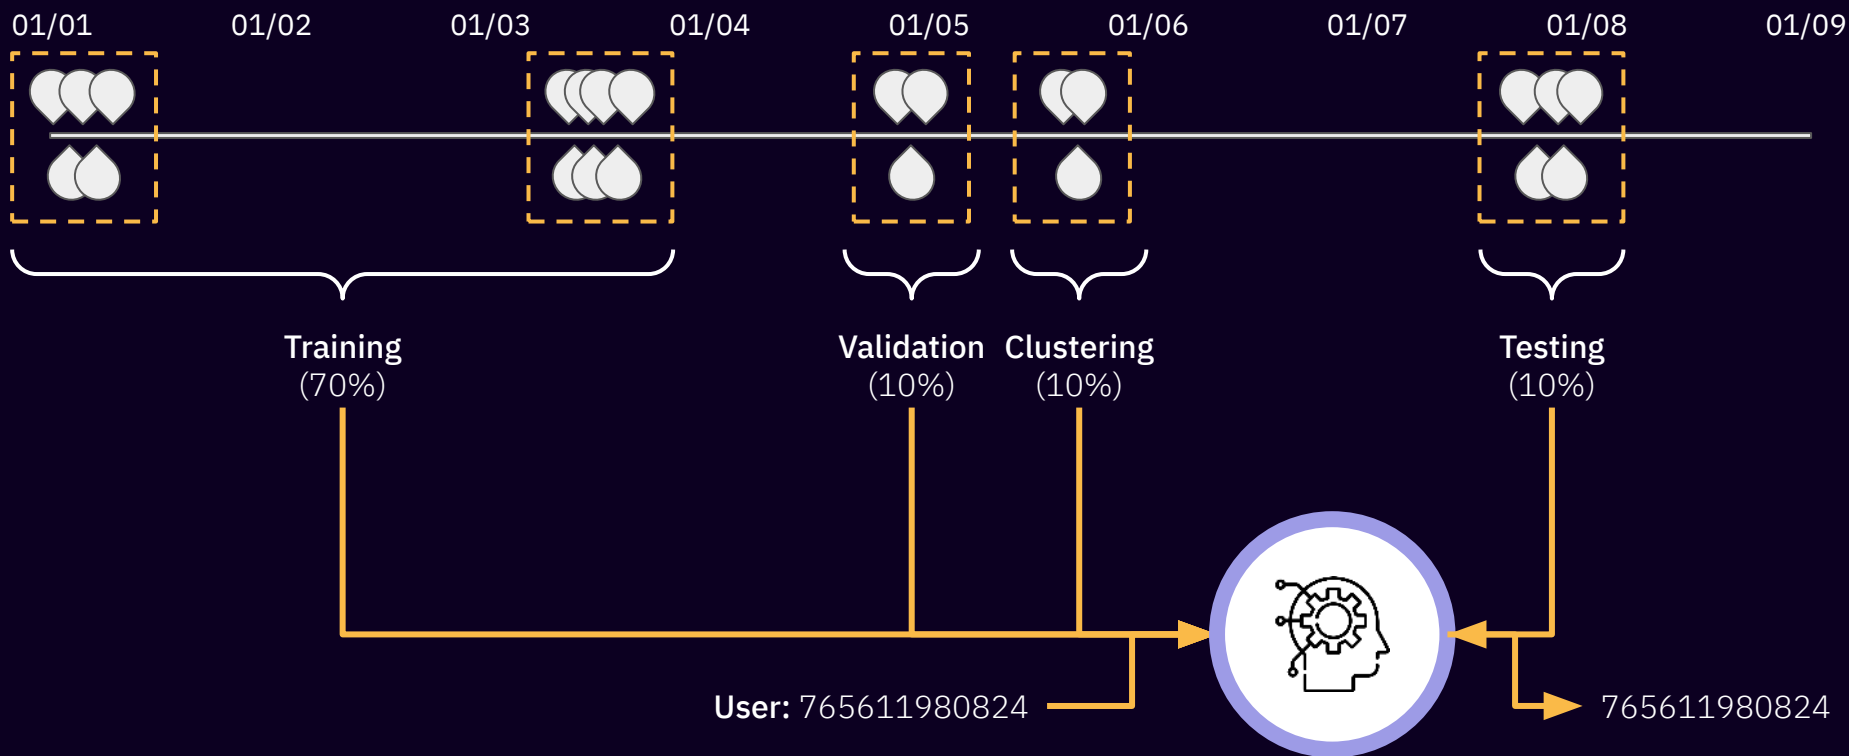 01/01 01/02 01/03 01/04 01/05 01/06 01/07 01/08 01/09
Training
(70%)
Validation
(10%)
Clustering
(10%)
Testing
(10%)
User: 765611980824
765611980824